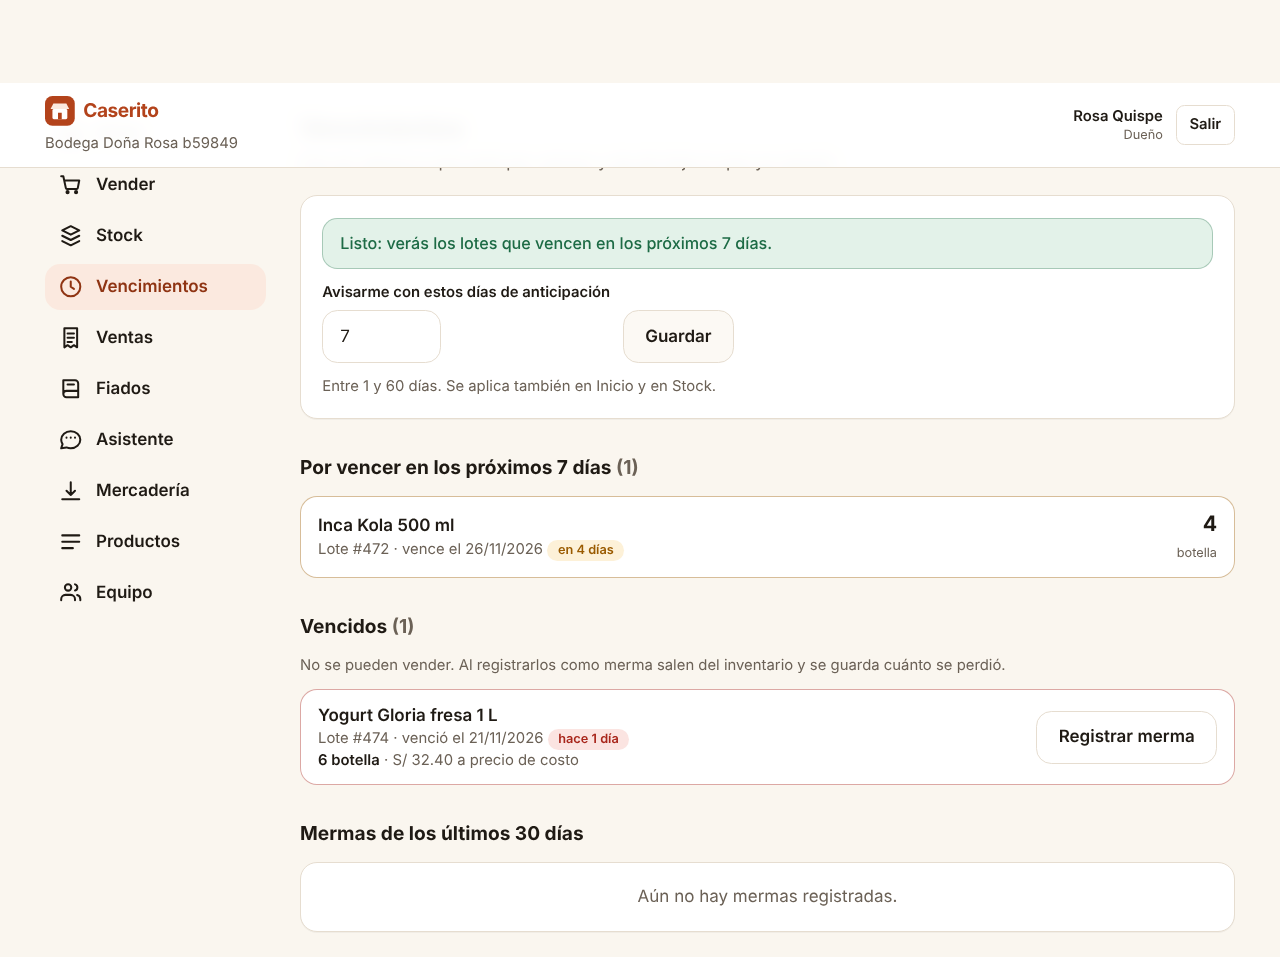 Caserito
Bodega Doña Rosa b59849
Rosa Quispe
Dueño
Salir
Vender
Stock
Vencimientos
Ventas
Fiados
Asistente
Mercadería
Productos
Equipo
Listo: verás los lotes que vencen en los próximos 7 días.
Avisarme con estos días de anticipación
7
Guardar
Entre 1 y 60 días. Se aplica también en Inicio y en Stock.
Por vencer en los próximos 7 días (1)
Inca Kola 500 ml
Lote #472 · vence el 26/11/2026 en 4 días
4
botella
Vencidos (1)
No se pueden vender. Al registrarlos como merma salen del inventario y se guarda cuánto se perdió.
Yogurt Gloria fresa 1 L
Lote #474 · venció el 21/11/2026 hace 1 día
6 botella · S/ 32.40 a precio de costo
Registrar merma
Mermas de los últimos 30 días
Aún no hay mermas registradas.